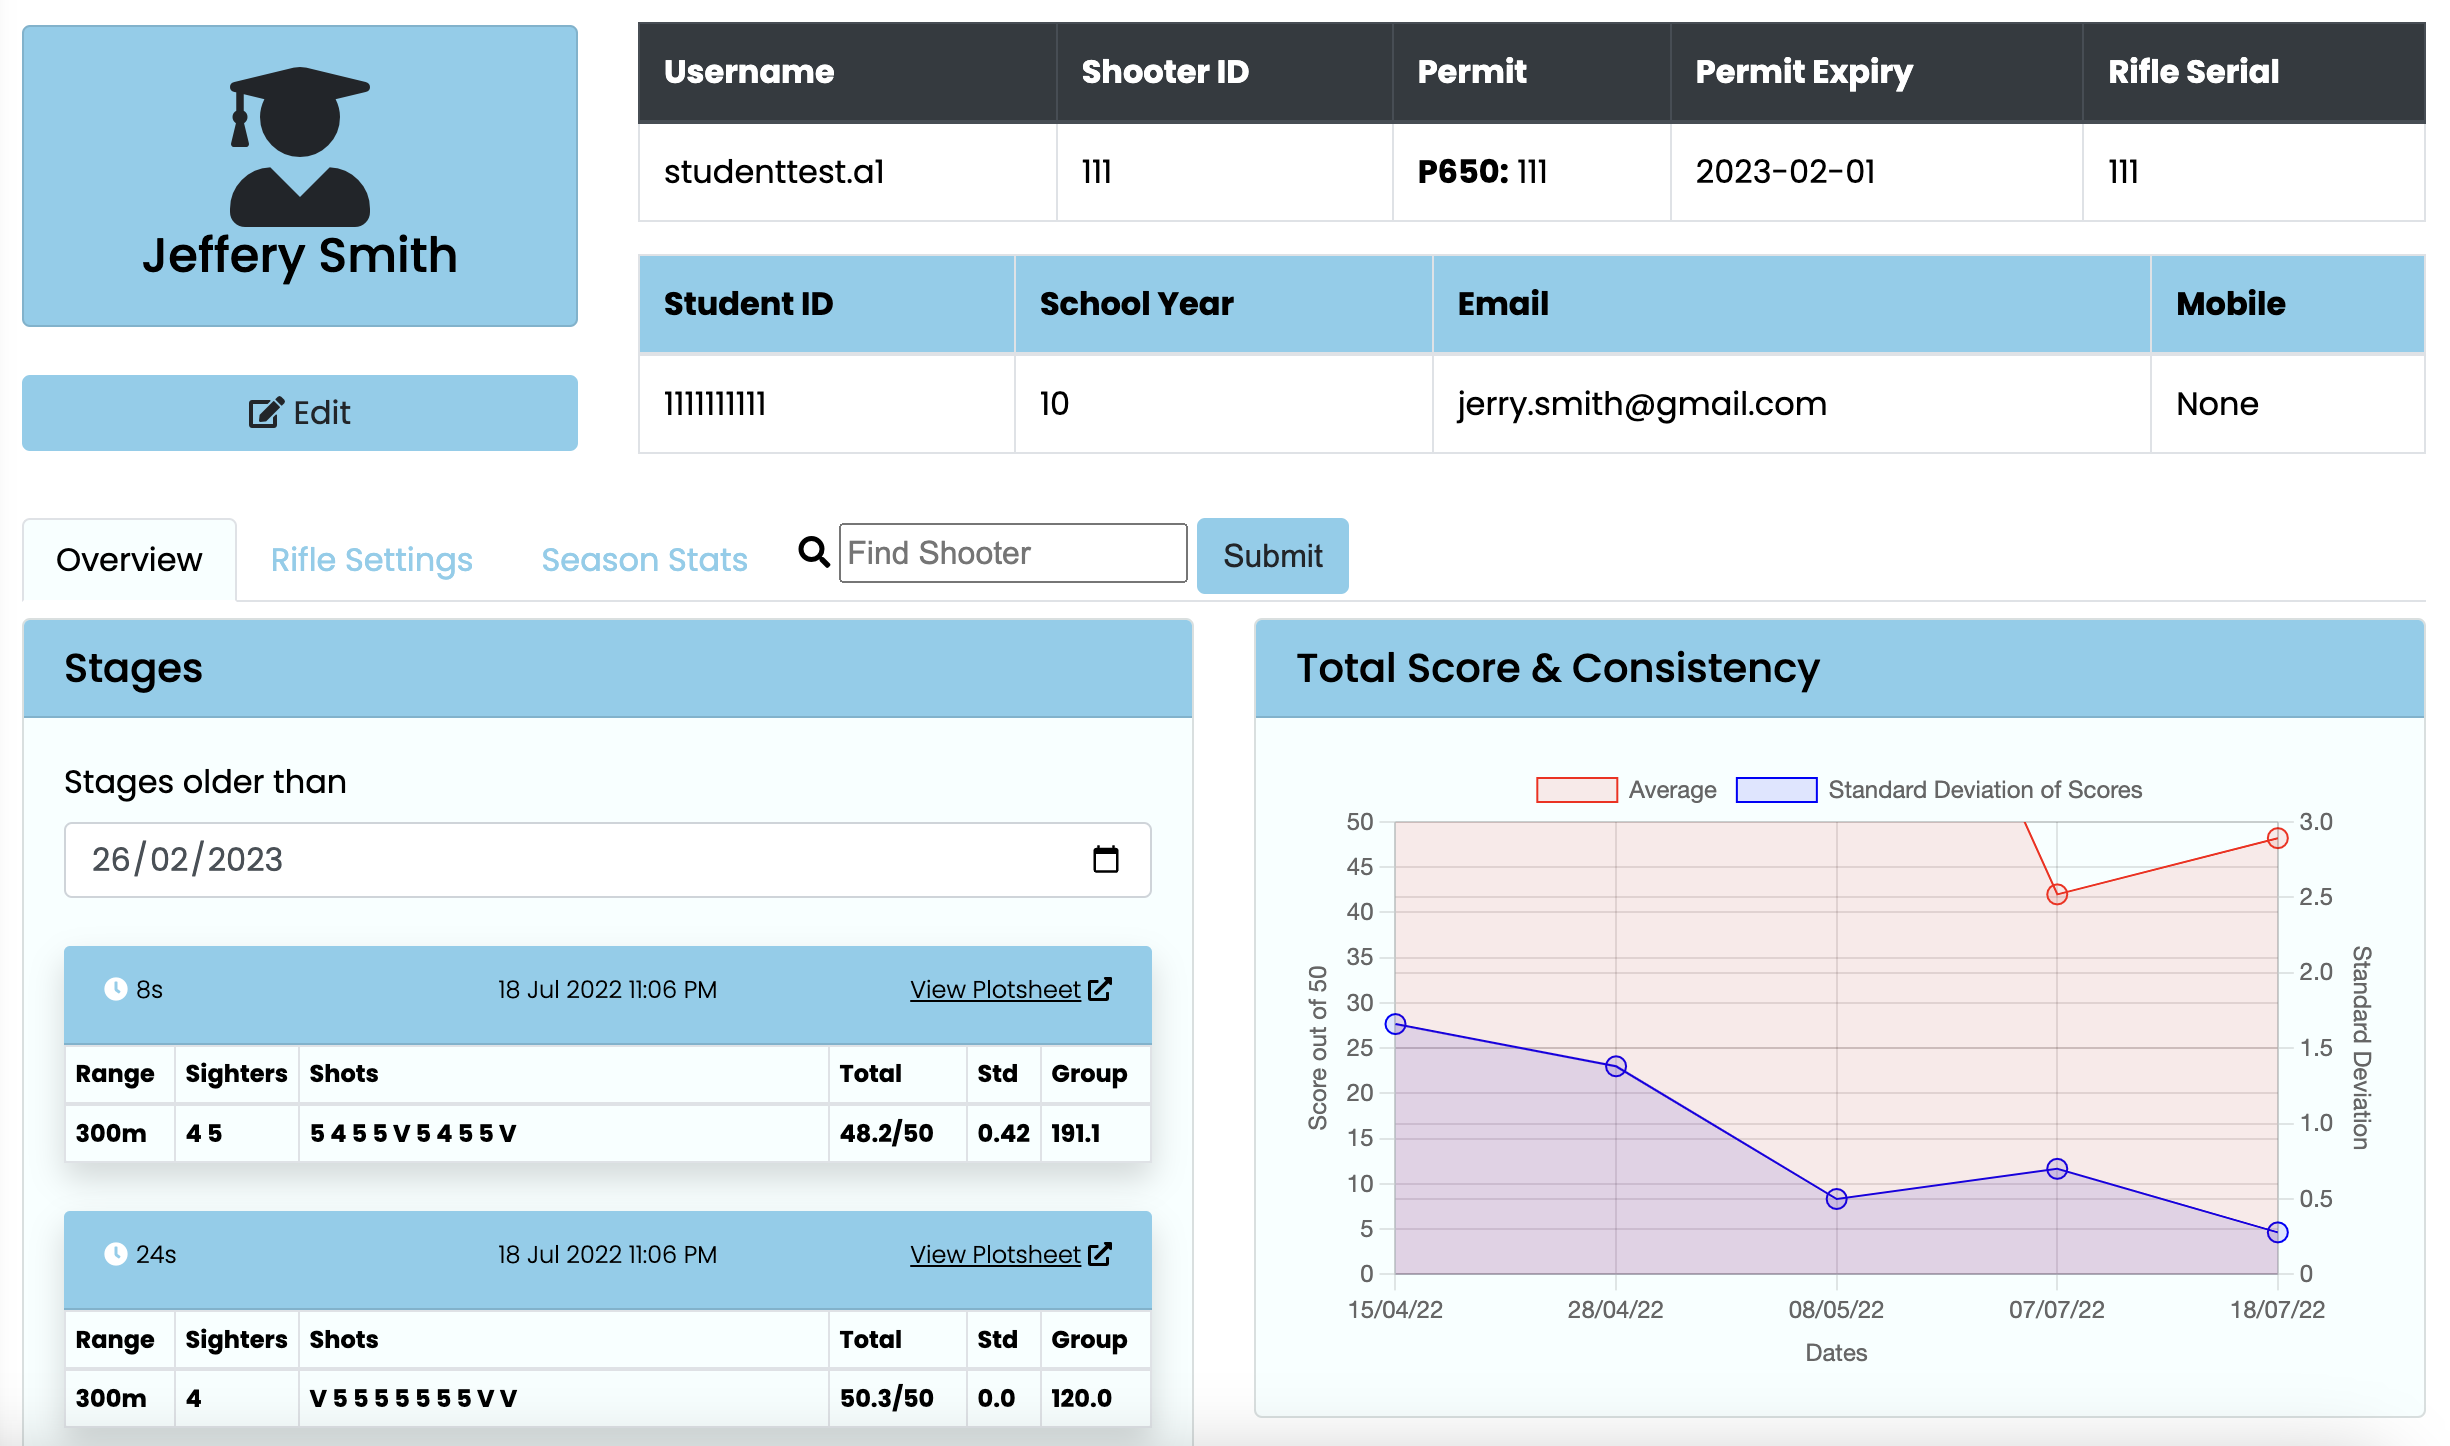 Jeffery Smith
Edit
Username Shooter ID Permit Permit Expiry Rifle Serial
studenttest.a1 111 P650: 111 2023-02-01 111
Student ID School Year Email Mobile
1111111111 10 jerry.smith@gmail.com None
Overview Rifle Settings Season Stats Find Shooter Submit
Stages
Stages older than
26/02/2023
8s 18 Jul 2022 11:06 PM View Plotsheet
Range Sighters Shots Total Std Group
300m 4 5 5 4 5 5 V 5 4 5 5 V 48.2/50 0.42 191.1
24s 18 Jul 2022 11:06 PM View Plotsheet
Range Sighters Shots Total Std Group
300m 4 V 5 5 5 5 5 5 5 V V 50.3/50 0.0 120.0
Total Score & Consistency
Average Standard Deviation of Scores
Score out of 50
50
45
40
35
30
25
20
15
10
5
0
3.0
2.5
2.0
1.5
1.0
0.5
0
Standard Deviation
15/04/22 28/04/22 08/05/22 07/07/22 18/07/22
Dates